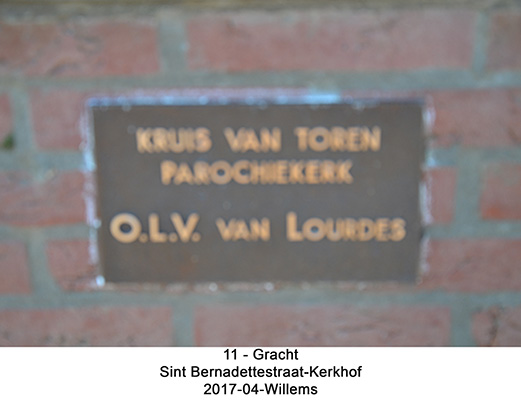 KRUIS VAN TOREN
PAROCHIEKERK
O.L.V. VAN LOURDES
11 - Gracht
Sint Bernadettestraat-Kerkhof
2017-04-Willems